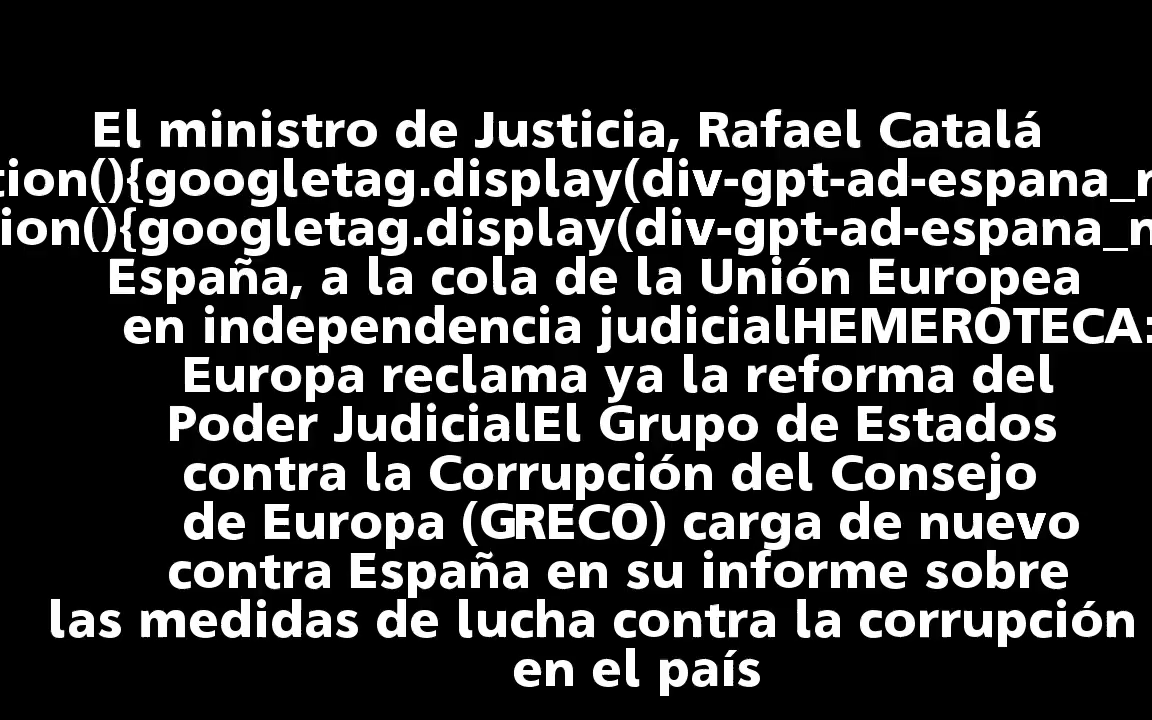 El ministro de Justicia, Rafael Catalá
tion(){googletag.display(div-gpt-ad-espana_n
ion(){googletag.display(div-gpt-ad-espana_n
España, a la cola de la Unión Europea
en independencia judicialHEMEROTECA:
Europa reclama ya la reforma del
Poder JudicialEl Grupo de Estados
contra la Corrupción del Consejo
de Europa (GRECO) carga de nuevo
contra España en su informe sobre
las medidas de lucha contra la corrupción
en el país